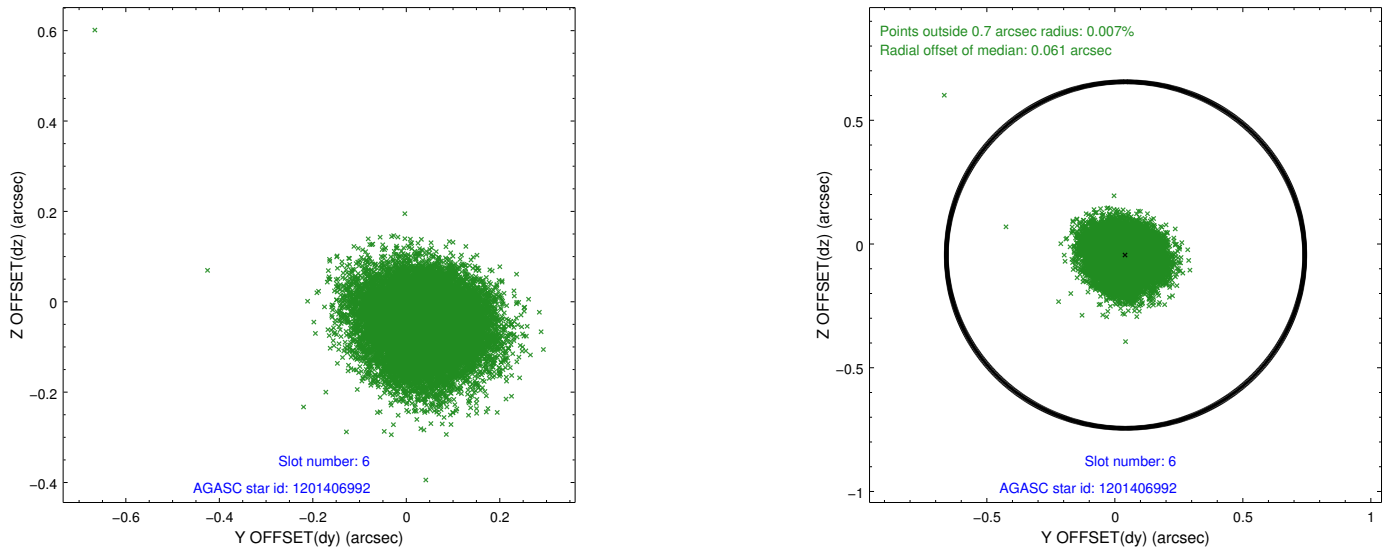 0.6
0.4
0.2
0
−0.2
−0.4
Z OFFSET(dz) (arcsec)
Slot number: 6
AGASC star id: 1201406992
−0.6
−0.4
−0.2
0
0.2
Y OFFSET(dy) (arcsec)
Points outside 0.7 arcsec radius: 0.007%
Radial offset of median: 0.061 arcsec
0.5
0
−0.5
−1
Z OFFSET(dz) (arcsec)
Slot number: 6
AGASC star id: 1201406992
−0.5
0
0.5
1
Y OFFSET(dy) (arcsec)